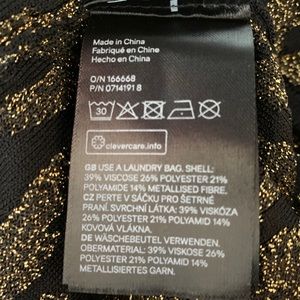 Made in China
Fabriqué en Chine
Hecho en China
O/N 166668
P/N 07141918
30
clevercare.info
GB USE A LAUNDRY BAG. SHELL:
39% VISCOSE 26% POLYESTER 21%
POLYAMIDE 14% METALLISED FIBRE.
CZ PERTE V SÁČKU PRO ŠETRNÉ
PRANÍ. SVRCHNÍ LÁTKA: 39% VISKÓZA
26% POLYESTER 21% POLYAMID 14%
KOVOVÁ VLÁKNA.
DE WÄSCHEBEUTEL VERWENDEN.
OBERMATERIAL: 39% VISKOSE 26%
POLYESTER 21% POLYAMID 14%
METALLISIERTES GARN.